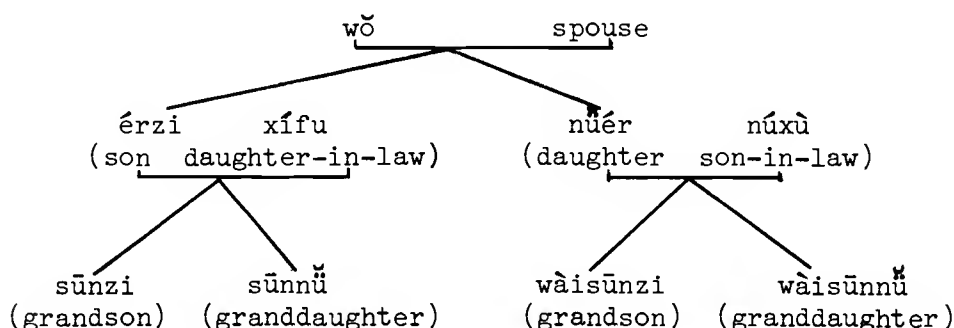 wǒ spouse
érzi xífu nǚér núxù
(son daughter-in-law) (daughter son-in-law)
sūnzi sūnnǚ wàisūnzi wàisūnnǚ
(grandson) (granddaughter) (grandson) (granddaughter)